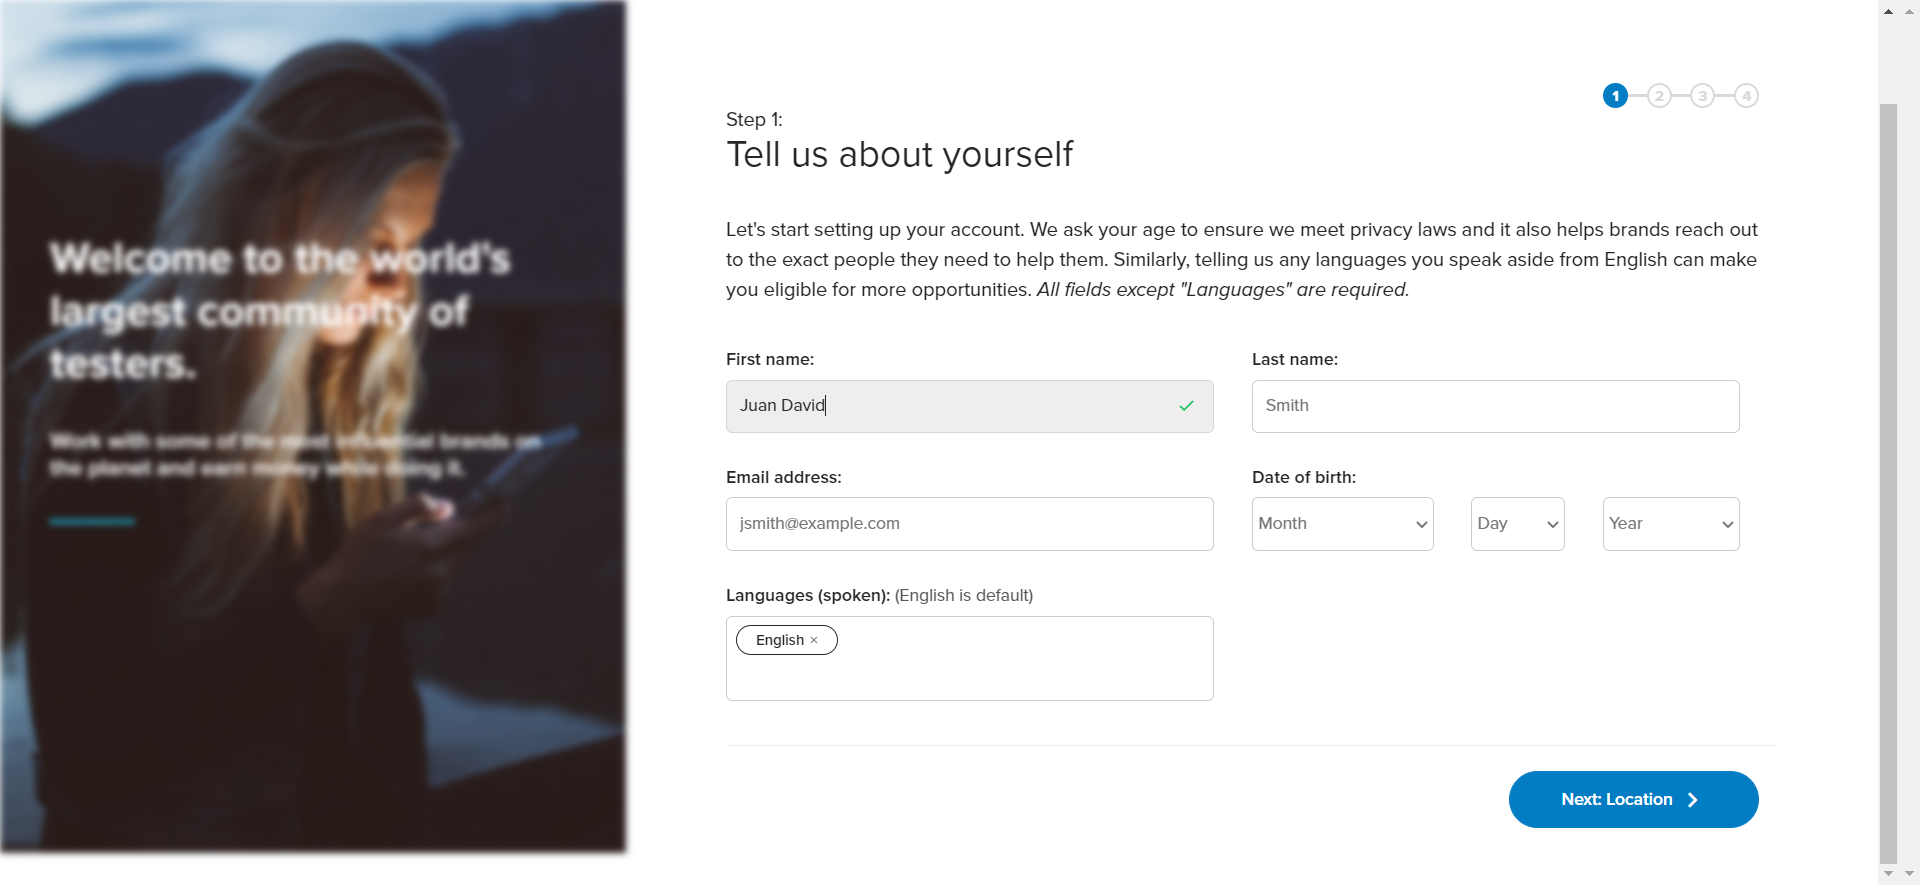 Welcome to the world's
largest community of
testers.
Work with some of the most influential brands on
the planet and earn money while doing it.
1 2 3 4
Step 1:
Tell us about yourself
Let's start setting up your account. We ask your age to ensure we meet privacy laws and it also helps brands reach out
to the exact people they need to help them. Similarly, telling us any languages you speak aside from English can make
you eligible for more opportunities. All fields except "Languages" are required.
First name:
Last name:
Juan David
Smith
Email address:
Date of birth:
jsmith@example.com
Month
Day
Year
Languages (spoken): (English is default)
English ×
Next: Location